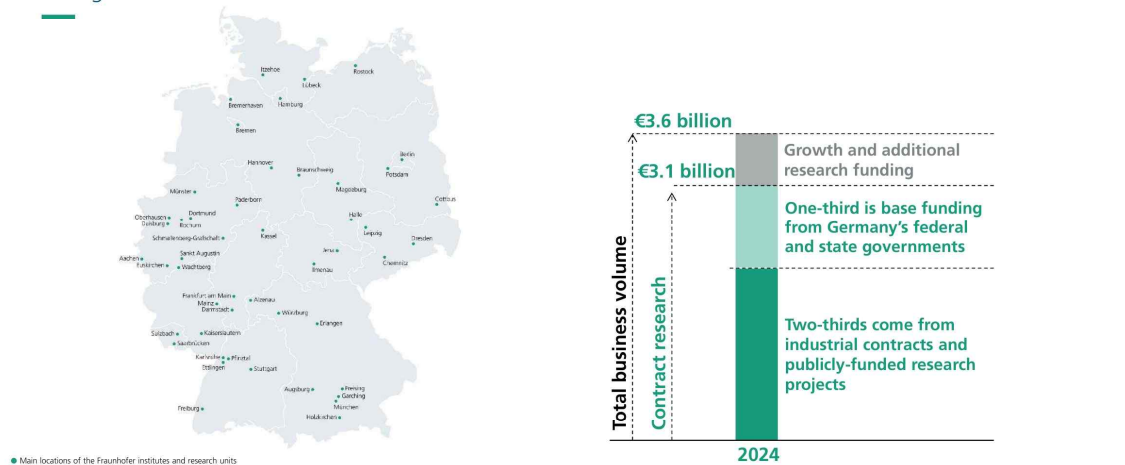 Itzehoe
Rostock
Lübeck
Bremerhaven
Hamburg
Bremen
Berlin
Hannover
Braunschweig
Potsdam
Magdeburg
Münster
Paderborn
Cottbus
Oberhausen
Dortmund
Halle
Duisburg
Bochum
Leipzig
Schmallenberg-Grafschaft
Kassel
Dresden
Jena
Sankt Augustin
Aachen
Chemnitz
Euskirchen
Wachtberg
Ilmenau
Frankfurt am Main
Alzenau
Mainz
Darmstadt
Würzburg
Erlangen
Sulzbach
Kaiserslautern
Saarbrücken
Karlsruhe
Pfinztal
Ettlingen
Stuttgart
Augsburg
Freising
Garching
München
Freiburg
Holzkirchen
Main locations of the Fraunhofer institutes and research units
€3.6 billion
€3.1 billion
Growth and additional
research funding
One-third is base funding
from Germany's federal
and state governments
Two-thirds come from
industrial contracts and
publicly-funded research
projects
Total business volume
Contract research
2024